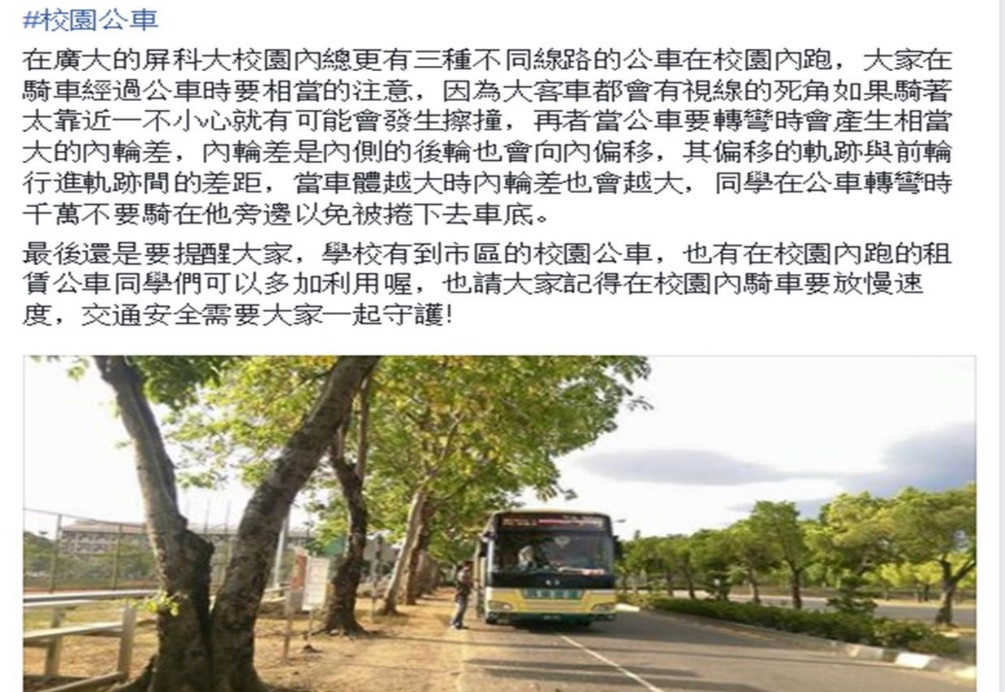 #校園公車
在廣大的屏科大校園內總更有三種不同線路的公車在校園內跑，大家在
騎車經過公車時要相當的注意，因為大客車都會有視線的死角如果騎著
太靠近一不小心就有可能會發生擦撞，再者當公車要轉彎時會產生相當
大的內輪差，內輪差是內側的後輪也會向內偏移，其偏移的軌跡與前輪
行進軌跡間的差距，當車體越大時內輪差也會越大，同學在公車轉彎時
千萬不要騎在他旁邊以免被捲下去車底。
最後還是要提醒大家，學校有到市區的校園公車，也有在校園內跑的租
賃公車同學們可以多加利用喔，也請大家記得在校園內騎車要放慢速
度，交通安全需要大家一起守護!